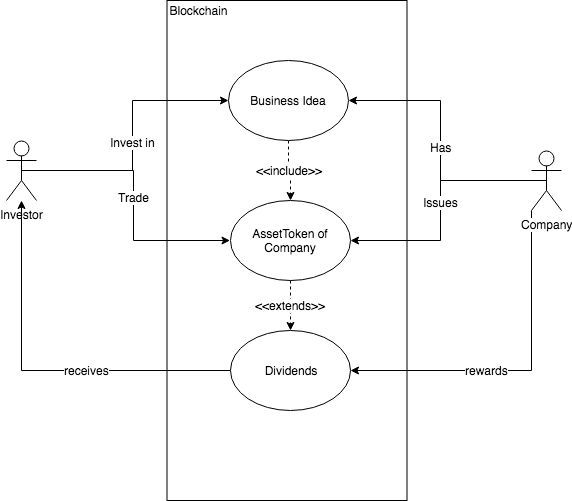 Blockchain
Business Idea
Invest in
Has
<<include>>
Trade
Issues
Investor
Company
AssetToken of
Company
<<extends>>
receives
Dividends
rewards